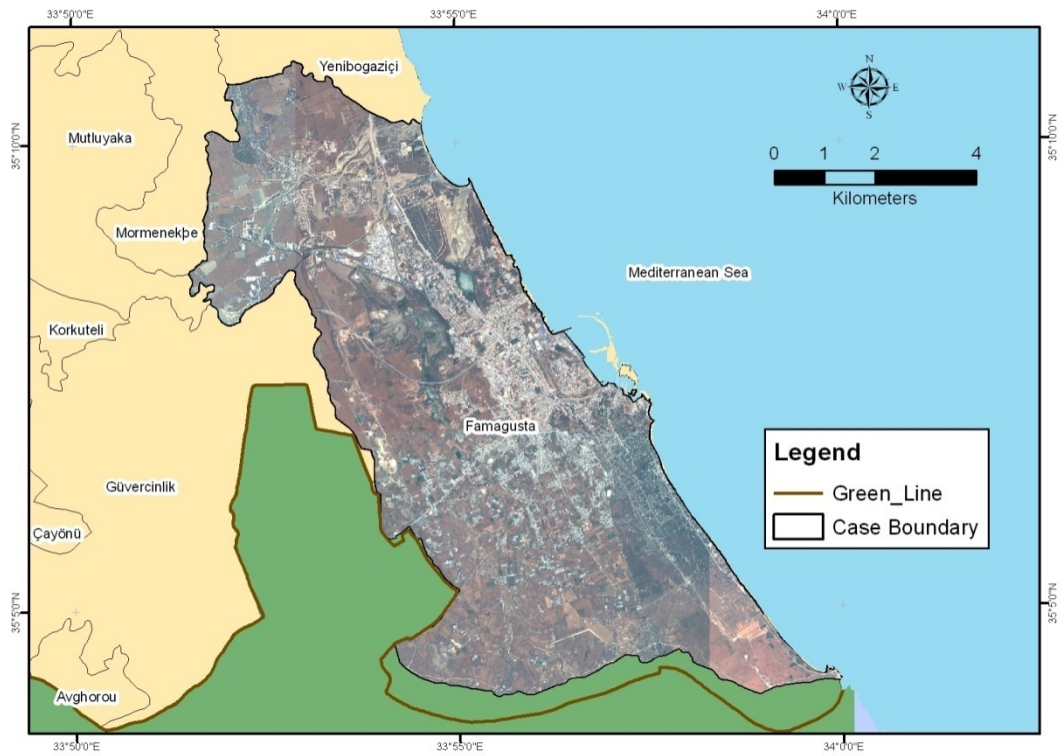 33°50'0"E
33°55'0"E
34°0'0"E
Yenibogaziçi
N
W E
S
Mutluyaka
35°10'0"N
35°10'0"N
0 1 2 4
Kilometers
Mormenekþe
Mediterranean Sea
Korkuteli
Famagusta
Legend
Güvercinlik
Green_Line
Çayönü
Case Boundary
35°5'0"N
35°5'0"N
Avghorou
33°50'0"E
33°55'0"E
34°0'0"E